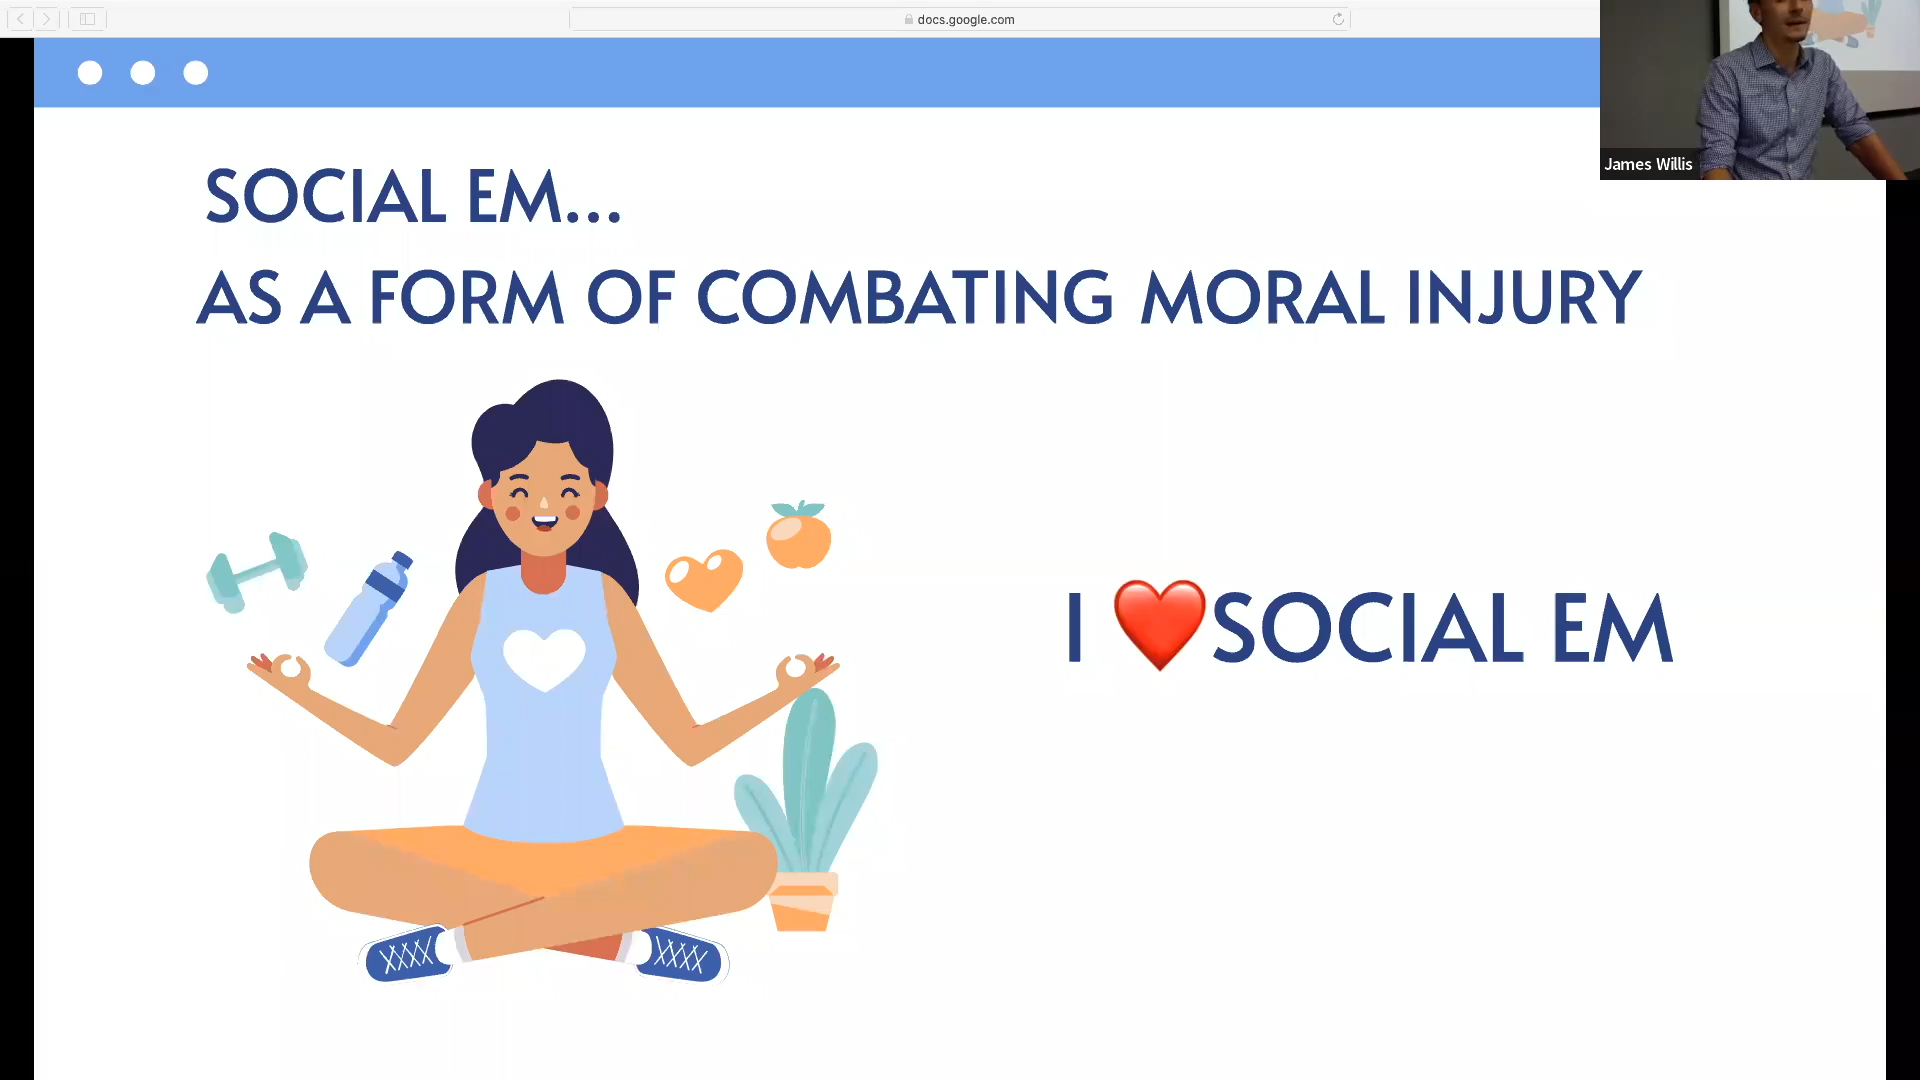 docs.google.com
James Willis
SOCIAL EM...
AS A FORM OF COMBATING MORAL INJURY
I ❤️SOCIAL EM